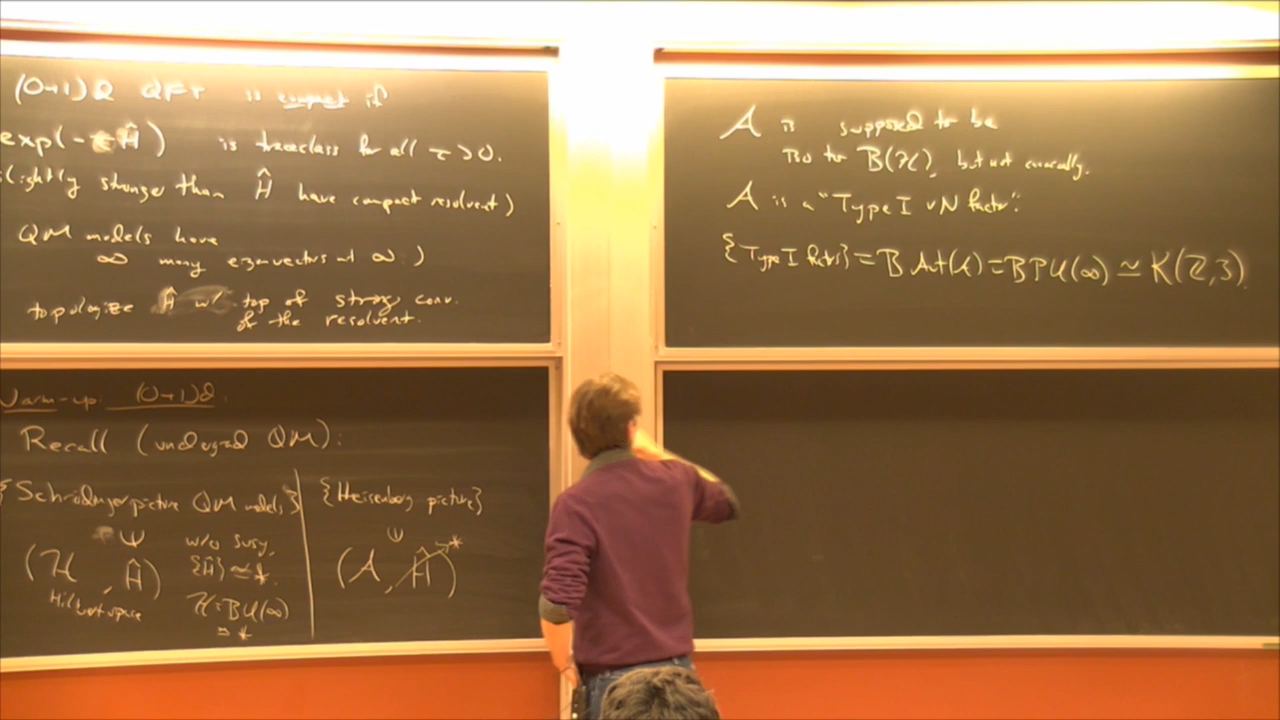 (0+1)D QFT is compact if
exp(-τĤ) is traceclass for all τ>0.
slightly stronger than Ĥ have compact resolvent)
QM models have
∞ many eigenvectors at ∞.)
topologize Ĥ w/ top of strong conv.
of the resolvent.
Warm-up: (0+1)D.
Recall (undergrad QM):
{Schrödinger picture QM models} {Heisenberg picture}
(ℋ, Ĥ)
Hilbert space
w/o susy,
{Ĥ} ≃ *.
ℋ = BU(∞)
≃ *
(A, Ĥ) → *
A is supposed to be
iso to B(ℋ), but not canonically.
A is a "Type I vN factor".
{Type I factors} = B Aut(A) = BPU(∞) ≃ K(ℤ,3)